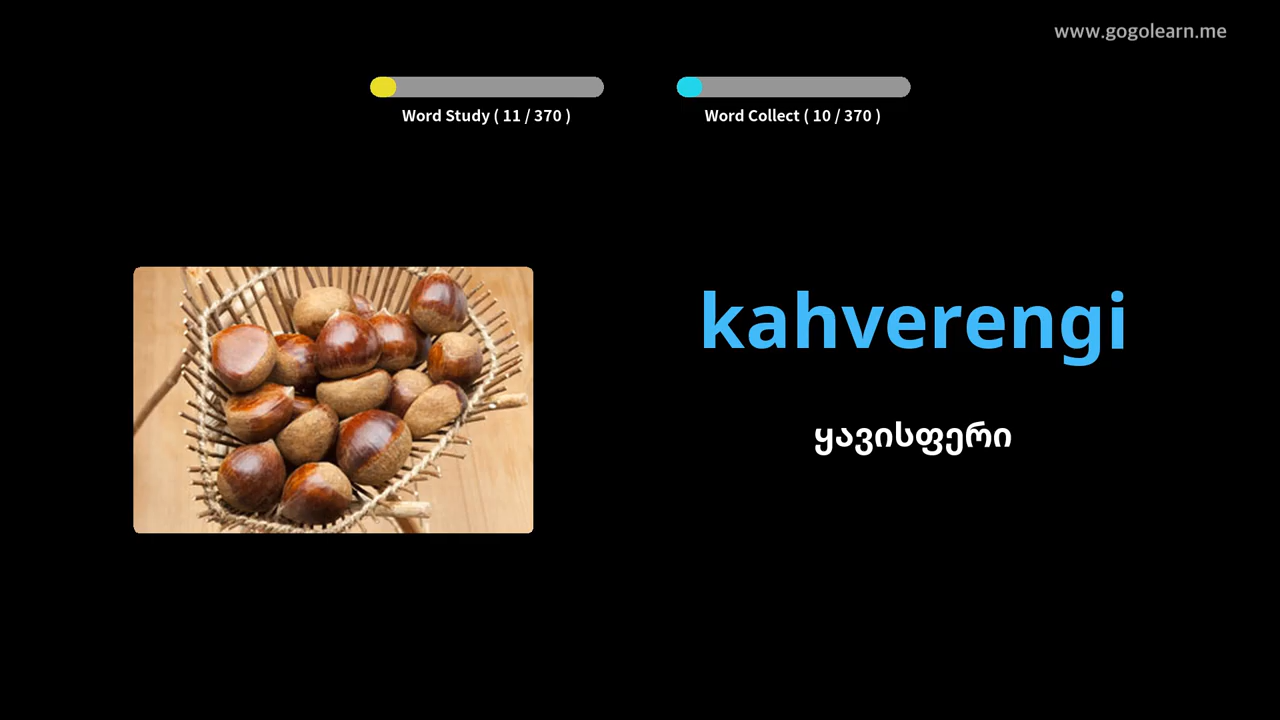 www.gogolearn.me
Word Study ( 11 / 370 )
Word Collect ( 10 / 370 )
kahverengi
ყავისფერი